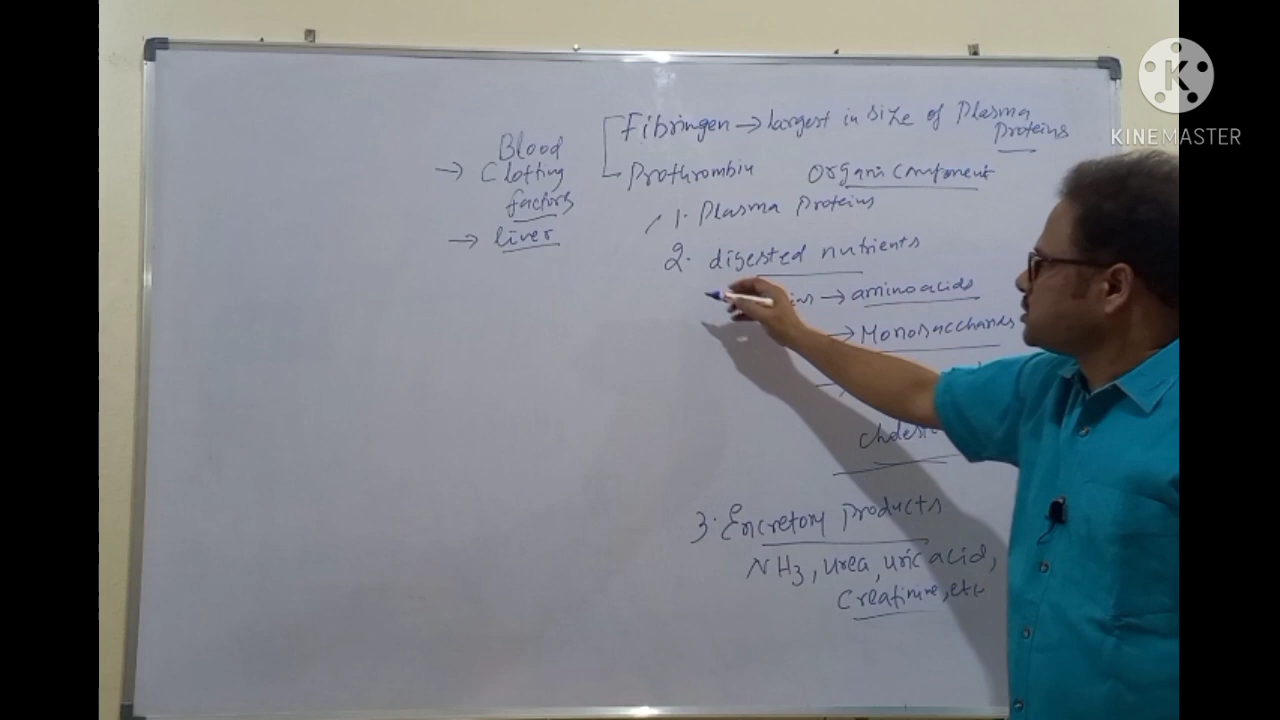 Fibringen → largest in size of Plasma
Proteins
Blood
→ Clotting
factors
Prothrombin
Organic component
1. Plasma Proteins
→ liver
2. digested nutrients
→ aminoacids
→ Monosaccharids
3. Excretory products
NH3, urea, uric acid,
Creatinine, etc
K
KINEMASTER